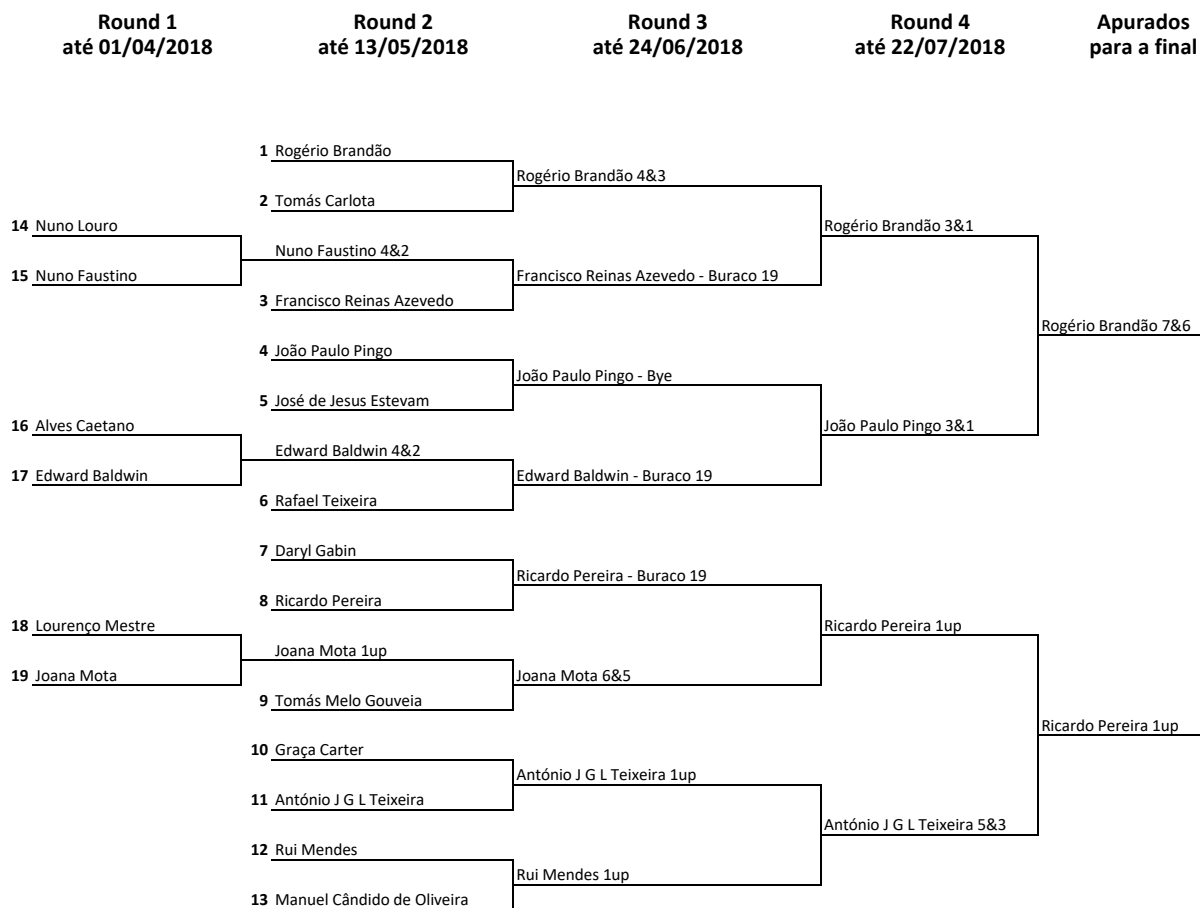 Round 1
até 01/04/2018
Round 2
até 13/05/2018
Round 3
até 24/06/2018
Round 4
até 22/07/2018
Apurados
para a final
1 Rogério Brandão
Rogério Brandão 4&3
2 Tomás Carlota
14 Nuno Louro
Rogério Brandão 3&1
Nuno Faustino 4&2
15 Nuno Faustino
Francisco Reinas Azevedo - Buraco 19
3 Francisco Reinas Azevedo
Rogério Brandão 7&6
4 João Paulo Pingo
João Paulo Pingo - Bye
5 José de Jesus Estevam
16 Alves Caetano
João Paulo Pingo 3&1
Edward Baldwin 4&2
17 Edward Baldwin
Edward Baldwin - Buraco 19
6 Rafael Teixeira
7 Daryl Gabin
Ricardo Pereira - Buraco 19
8 Ricardo Pereira
18 Lourenço Mestre
Ricardo Pereira 1up
Joana Mota 1up
19 Joana Mota
Joana Mota 6&5
9 Tomás Melo Gouveia
Ricardo Pereira 1up
10 Graça Carter
António J G L Teixeira 1up
11 António J G L Teixeira
António J G L Teixeira 5&3
12 Rui Mendes
Rui Mendes 1up
13 Manuel Cândido de Oliveira